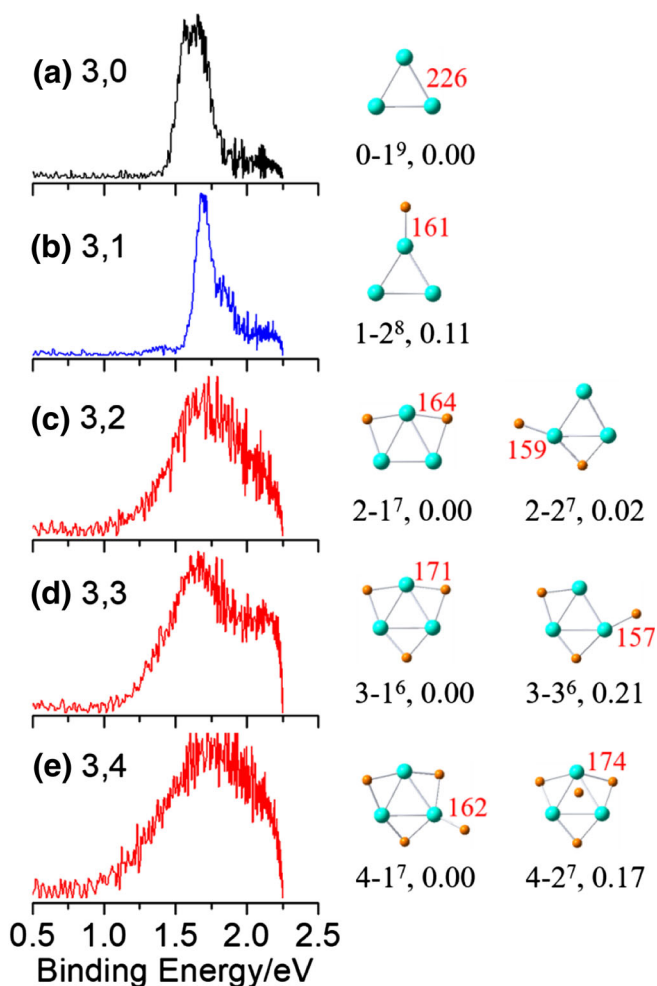 (a) 3,0
226
0-1⁹, 0.00
(b) 3,1
161
1-2⁸, 0.11
(c) 3,2
164
159
2-1⁷, 0.00
2-2⁷, 0.02
(d) 3,3
171
157
3-1⁶, 0.00
3-3⁶, 0.21
(e) 3,4
162
174
4-1⁷, 0.00
4-2⁷, 0.17
0.5 1.0 1.5 2.0 2.5
Binding Energy/eV